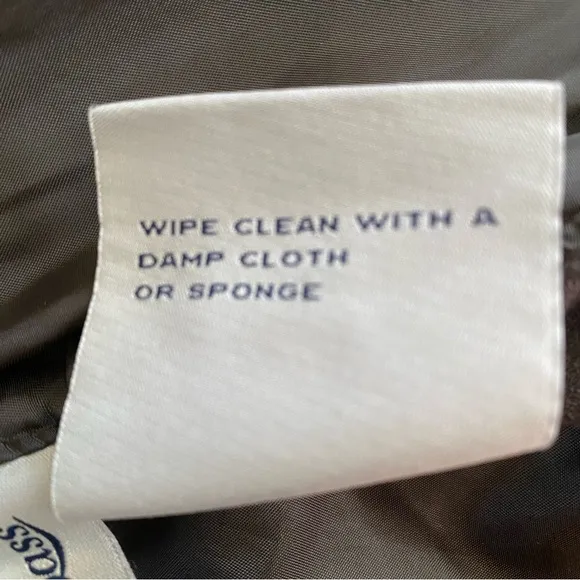 WIPE CLEAN WITH A
DAMP CLOTH
OR SPONGE